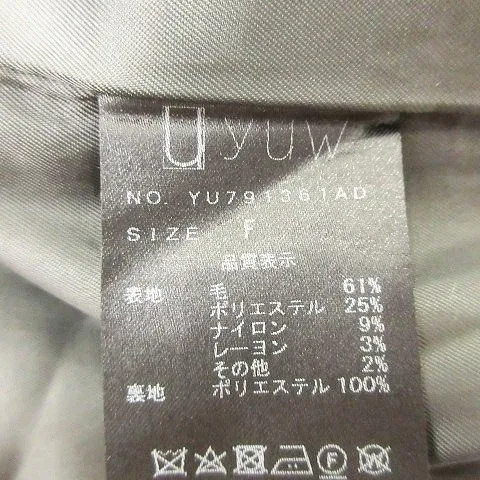 U yuw
NO. YU791361AD
SIZE F
品質表示
表地 毛 61%
ポリエステル 25%
ナイロン 9%
レーヨン 3%
その他 2%
裏地 ポリエステル 100%
F W